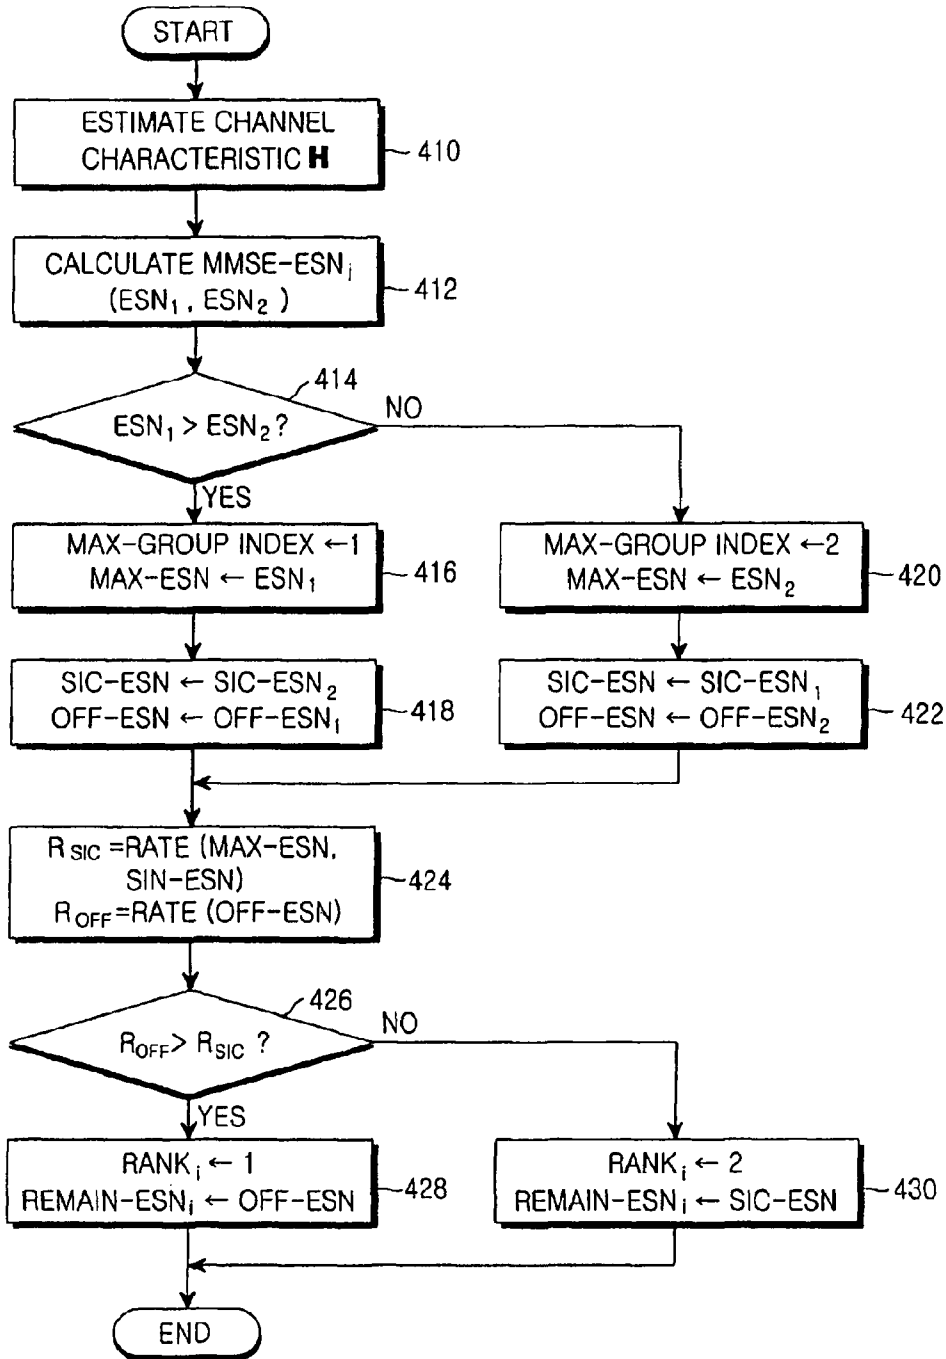 START
ESTIMATE CHANNEL
CHARACTERISTIC H
410
CALCULATE MMSE-ESNi
(ESN1, ESN2)
412
414
ESN1 > ESN2?
NO
YES
MAX-GROUP INDEX ←1
MAX-ESN ← ESN1
416
MAX-GROUP INDEX ←2
MAX-ESN ← ESN2
420
SIC-ESN ← SIC-ESN2
OFF-ESN ← OFF-ESN1
418
SIC-ESN ← SIC-ESN1
OFF-ESN ← OFF-ESN2
422
RSIC=RATE (MAX-ESN,
SIN-ESN)
ROFF=RATE (OFF-ESN)
424
426
ROFF> RSIC ?
NO
YES
RANKi ← 1
REMAIN-ESNi ← OFF-ESN
428
RANKi ← 2
REMAIN-ESNi ← SIC-ESN
430
END